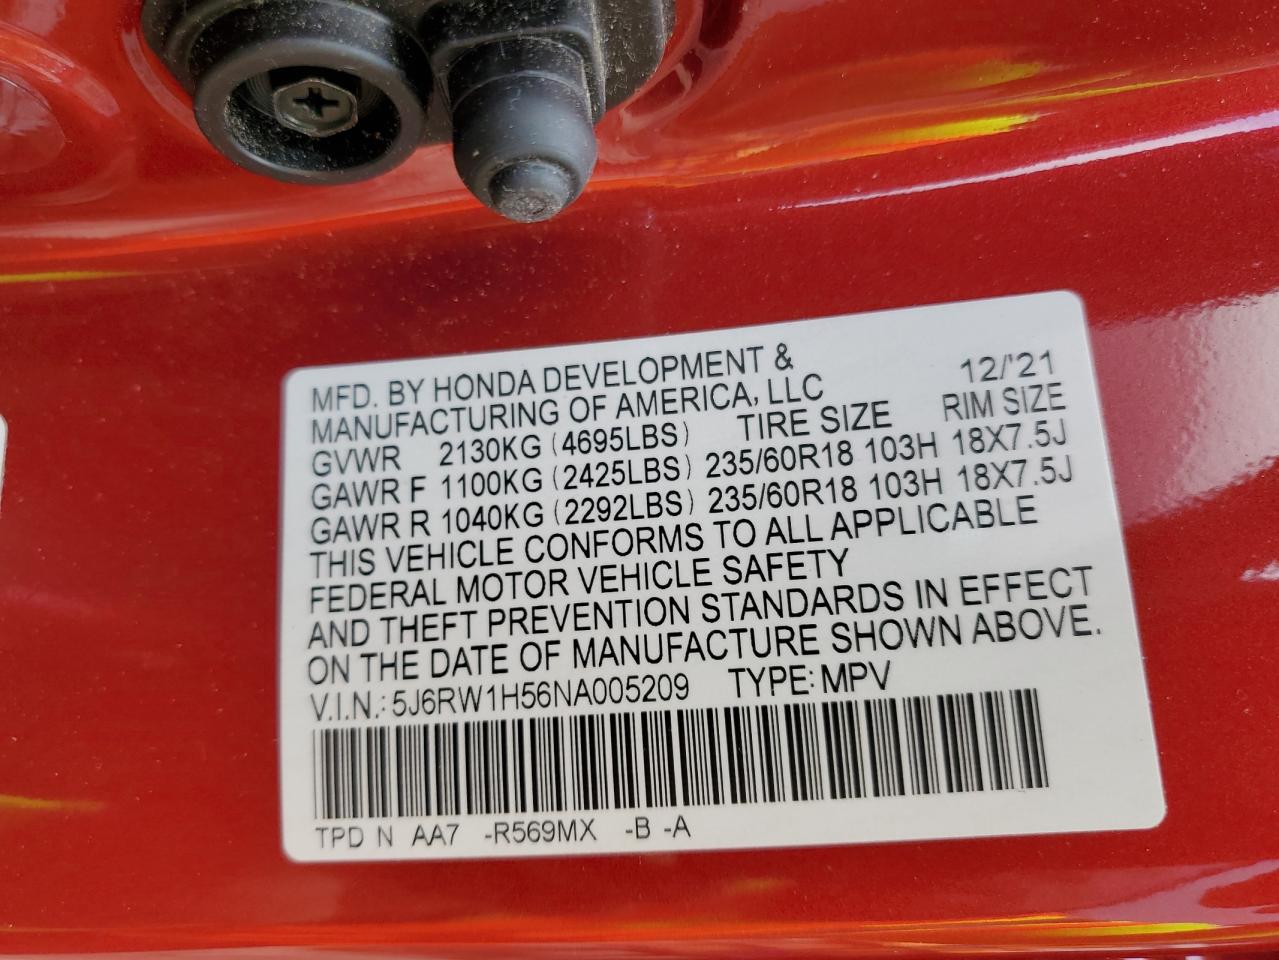 MFD. BY HONDA DEVELOPMENT & 12/'21
MANUFACTURING OF AMERICA, LLC
GVWR 2130KG (4695LBS) TIRE SIZE RIM SIZE
GAWR F 1100KG (2425LBS) 235/60R18 103H 18X7.5J
GAWR R 1040KG (2292LBS) 235/60R18 103H 18X7.5J
THIS VEHICLE CONFORMS TO ALL APPLICABLE
FEDERAL MOTOR VEHICLE SAFETY
AND THEFT PREVENTION STANDARDS IN EFFECT
ON THE DATE OF MANUFACTURE SHOWN ABOVE.
V.I.N.: 5J6RW1H56NA005209 TYPE: MPV
TPD N AA7 -R569MX -B -A